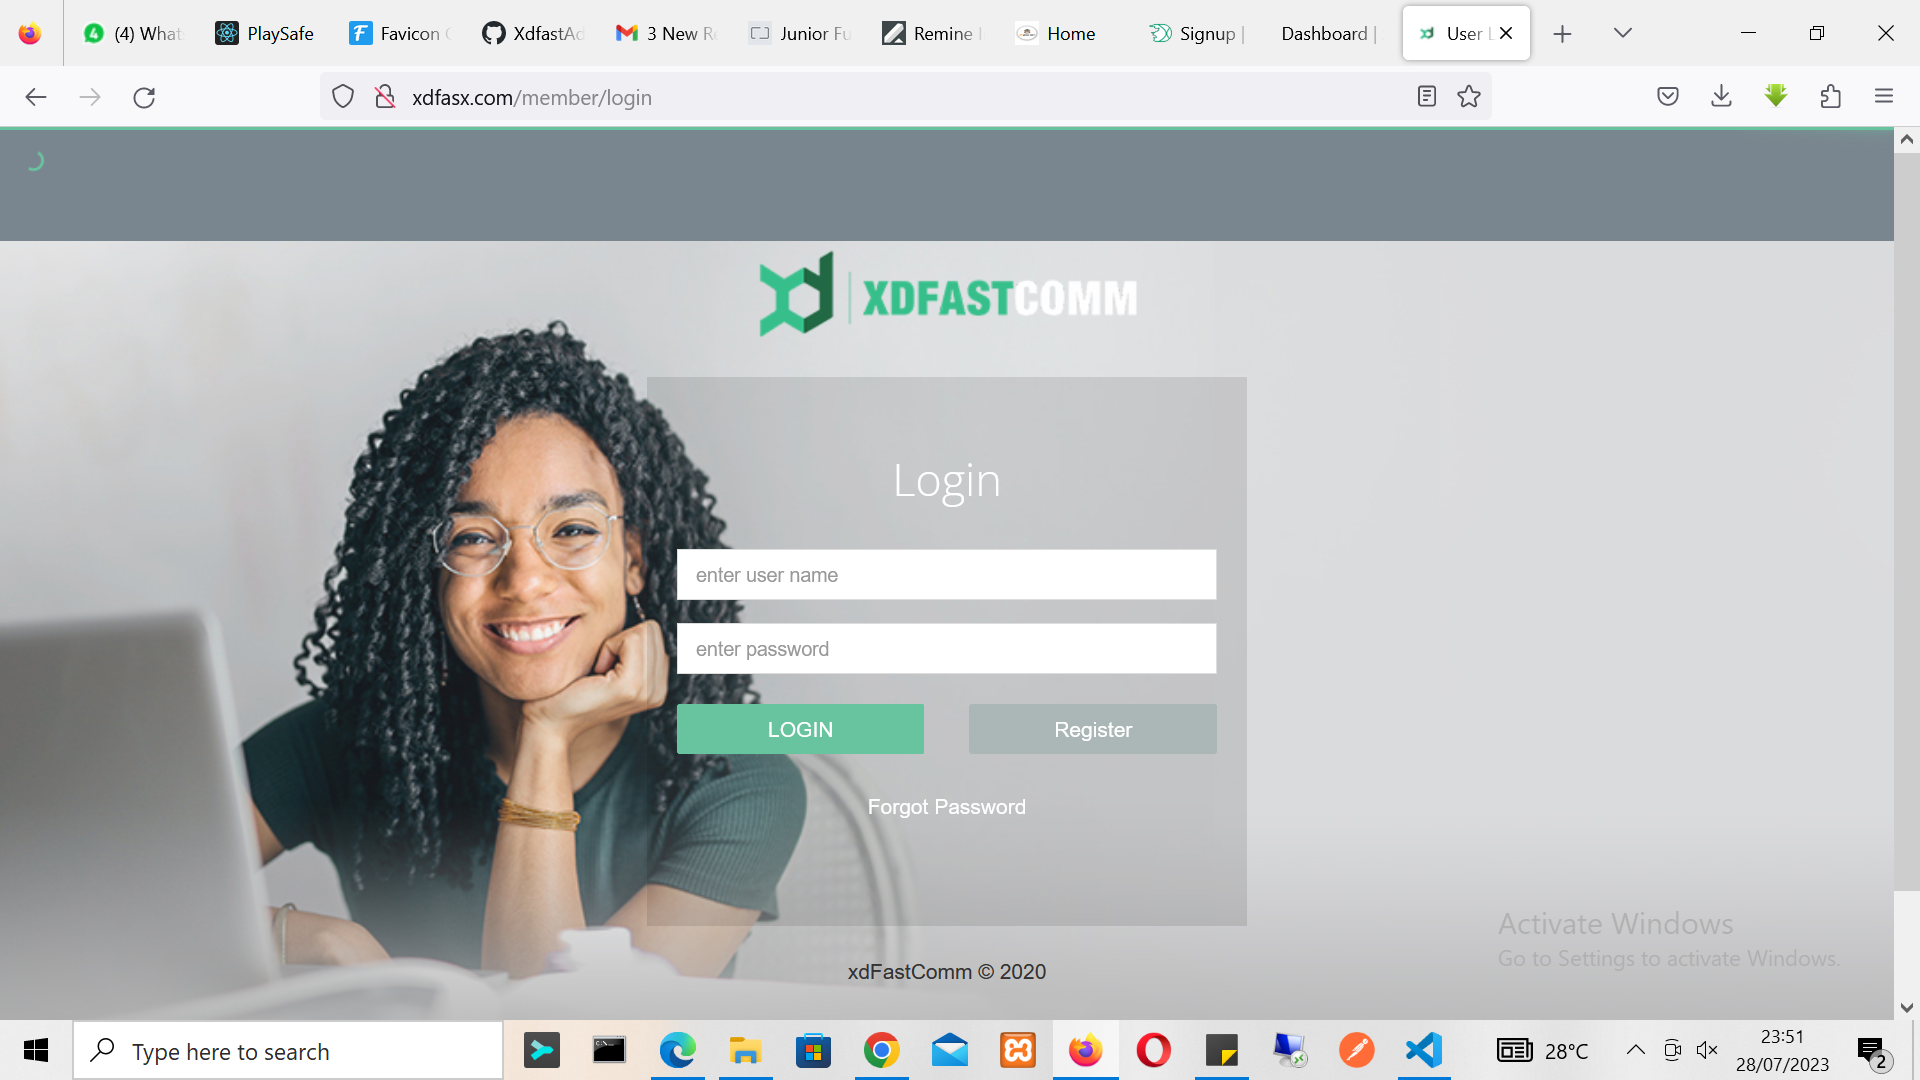 (4) What
PlaySafe
Favicon
XdfastAd
3 New Re
Junior Fu
Remine
Home
Signup |
Dashboard |
User
xdfasx.com/member/login
XDFASTCOMM
Login
enter user name
enter password
LOGIN
Register
Forgot Password
Activate Windows
Go to Settings to activate Windows.
xdFastComm © 2020
Type here to search
28°C
23:51
28/07/2023
2